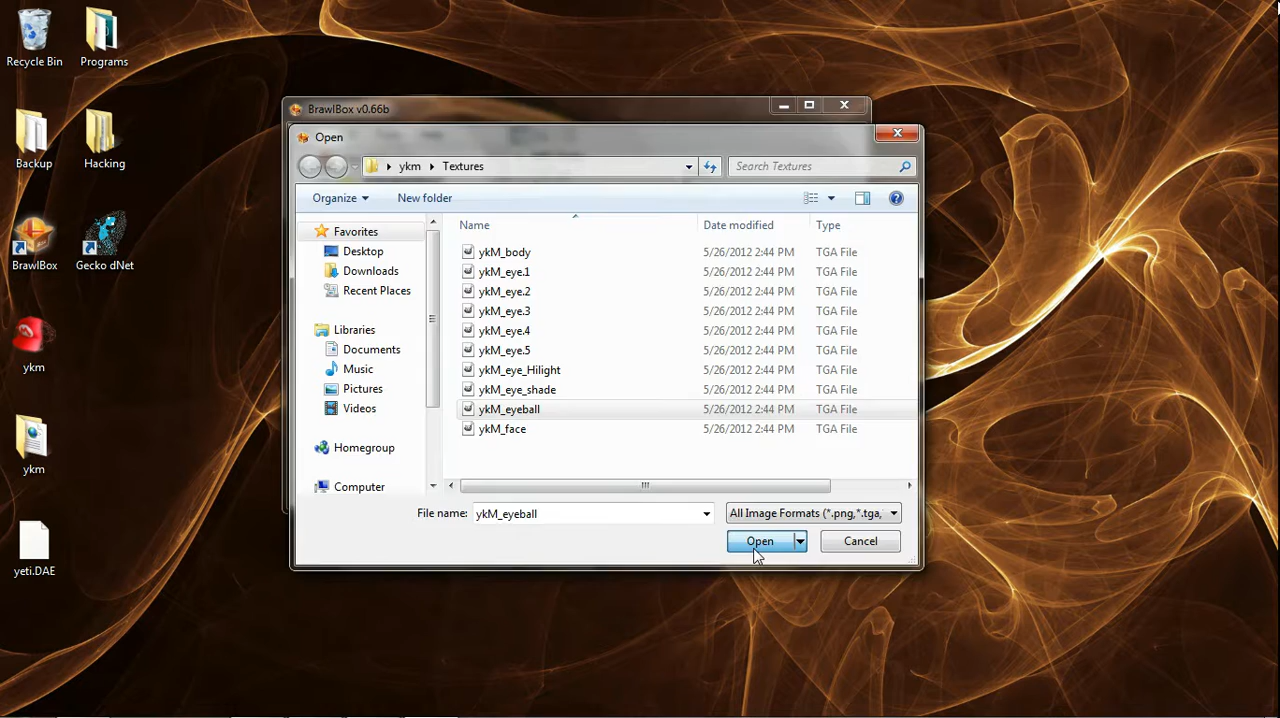 Recycle Bin
Programs
Backup
Hacking
BrawlBox
Gecko dNet
ykm
ykm
yeti.DAE
BrawlBox v0.66b
Open
ykm
Textures
Search Textures
Organize
New folder
Favorites
Desktop
Downloads
Recent Places
Libraries
Documents
Music
Pictures
Videos
Homegroup
Computer
Name Date modified Type
ykM_body 5/26/2012 2:44 PM TGA File
ykM_eye.1 5/26/2012 2:44 PM TGA File
ykM_eye.2 5/26/2012 2:44 PM TGA File
ykM_eye.3 5/26/2012 2:44 PM TGA File
ykM_eye.4 5/26/2012 2:44 PM TGA File
ykM_eye.5 5/26/2012 2:44 PM TGA File
ykM_eye_Hilight 5/26/2012 2:44 PM TGA File
ykM_eye_shade 5/26/2012 2:44 PM TGA File
ykM_eyeball 5/26/2012 2:44 PM TGA File
ykM_face 5/26/2012 2:44 PM TGA File
File name: ykM_eyeball
All Image Formats (*.png,*.tga,
Open
Cancel